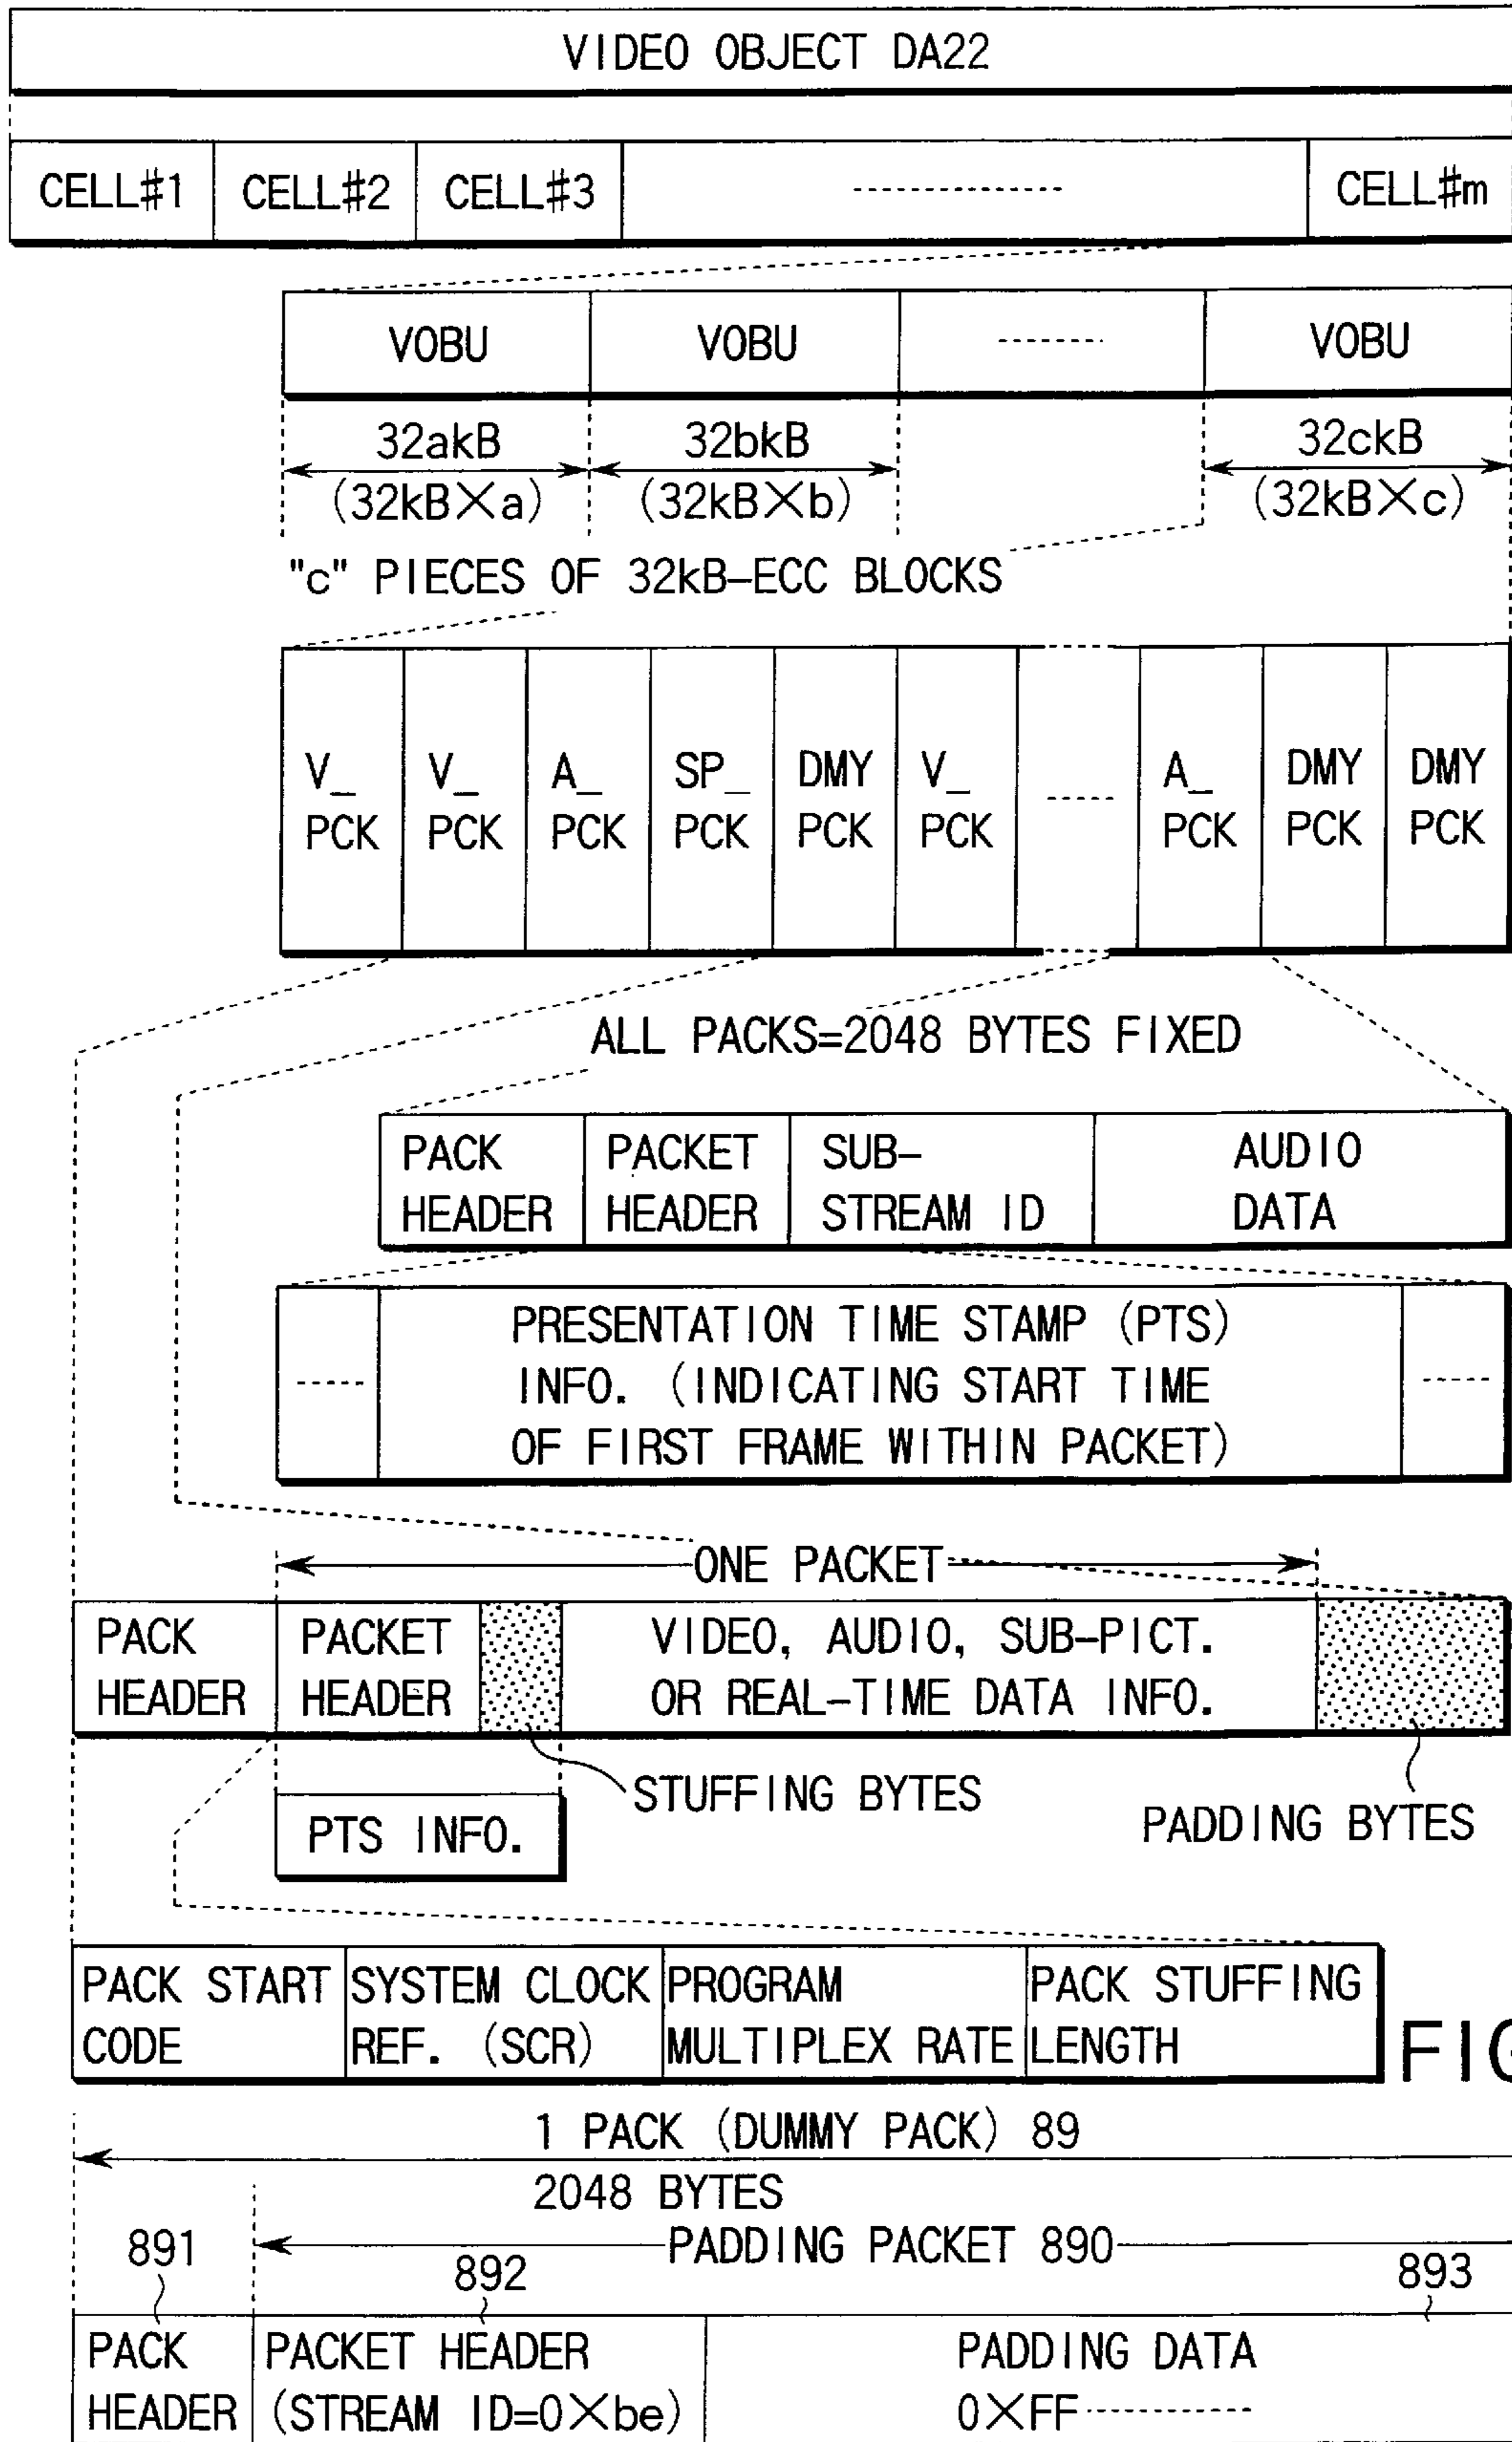 VIDEO OBJECT DA22
CELL#1 CELL#2 CELL#3 CELL#m
VOBU VOBU VOBU
32akB 32bkB 32ckB
(32kB×a) (32kB×b) (32kB×c)
"c" PIECES OF 32kB-ECC BLOCKS
V_ V_ A_ SP_ DMY V_ A_ DMY DMY
PCK PCK PCK PCK PCK PCK PCK PCK PCK
ALL PACKS=2048 BYTES FIXED
PACK PACKET SUB- AUDIO
HEADER HEADER STREAM ID DATA
PRESENTATION TIME STAMP (PTS)
INFO. (INDICATING START TIME
OF FIRST FRAME WITHIN PACKET)
ONE PACKET
PACK PACKET VIDEO, AUDIO, SUB-PICT.
HEADER HEADER OR REAL-TIME DATA INFO.
STUFFING BYTES
PADDING BYTES
PTS INFO.
PACK START SYSTEM CLOCK PROGRAM PACK STUFFING
CODE REF. (SCR) MULTIPLEX RATE LENGTH
FIG
1 PACK (DUMMY PACK) 89
2048 BYTES
PADDING PACKET 890
891 892 893
PACK PACKET HEADER PADDING DATA
HEADER (STREAM ID=0×be) 0×FF